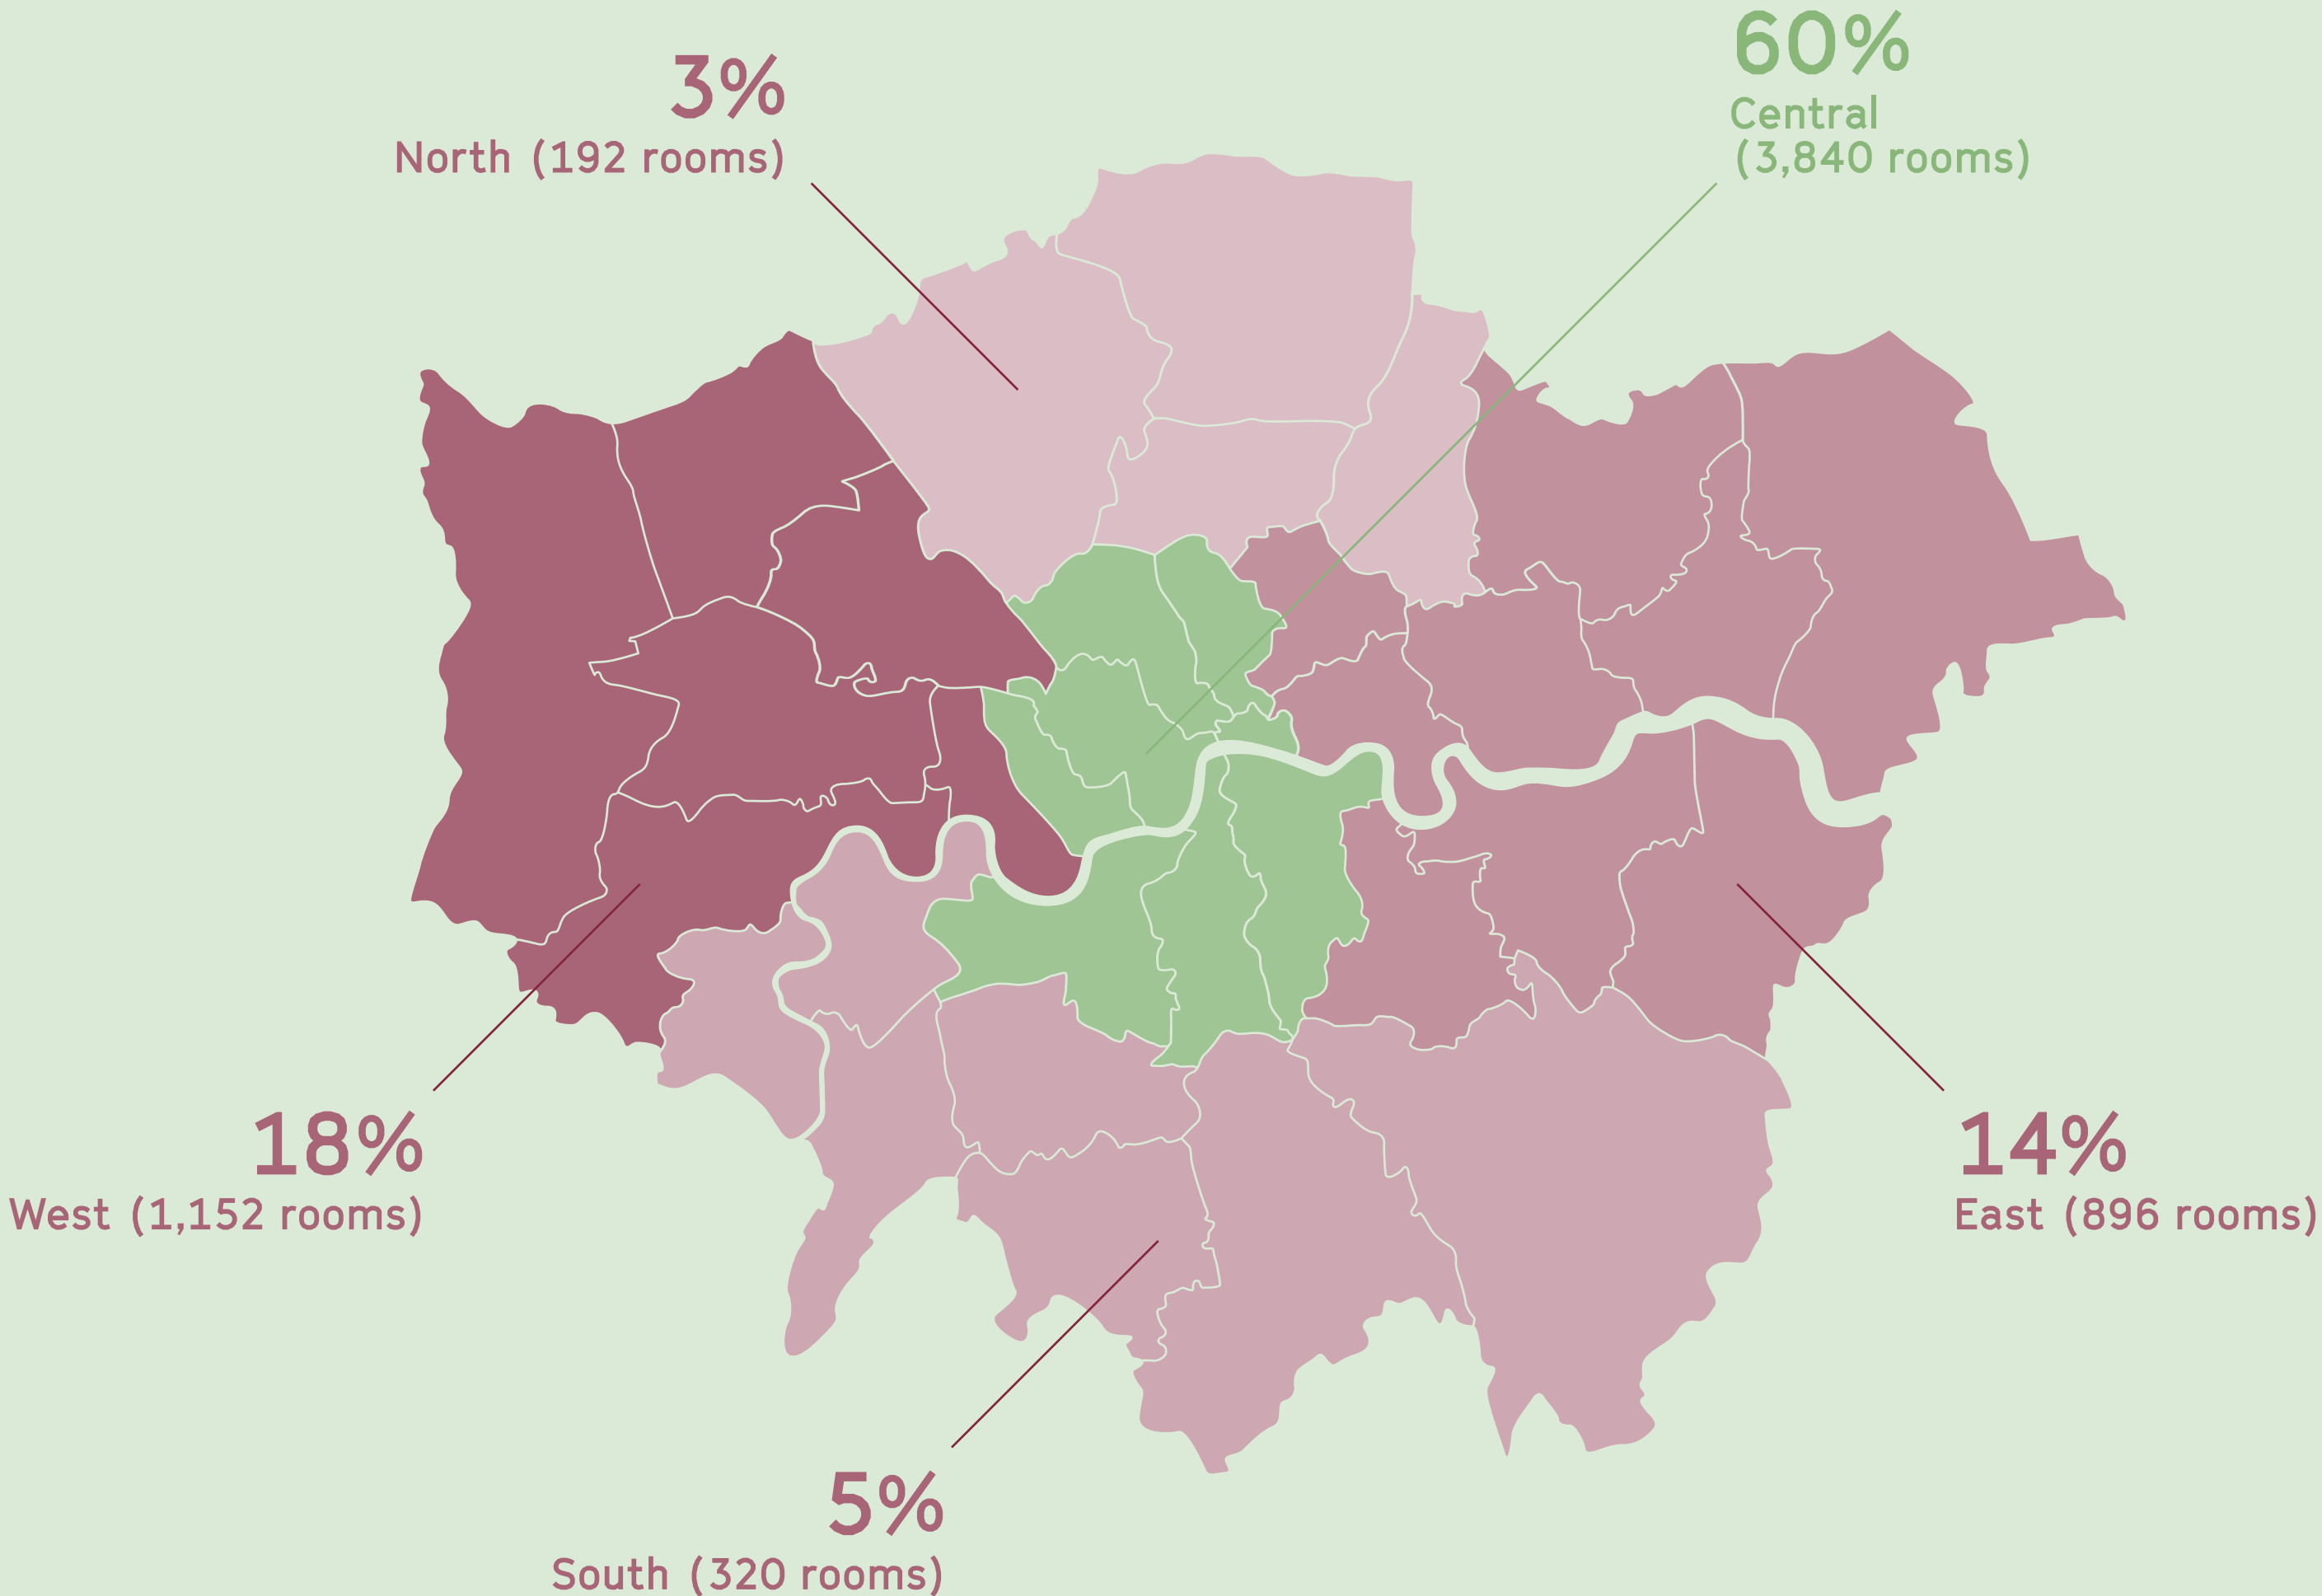 3%
North (192 rooms)
60%
Central
(3,840 rooms)
18%
West (1,152 rooms)
14%
East (896 rooms)
5%
South (320 rooms)